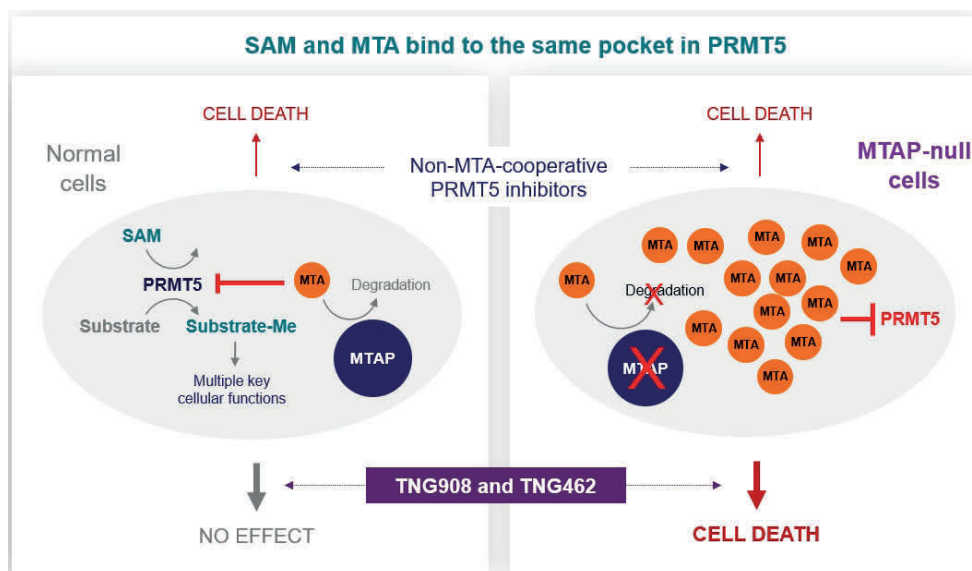 SAM and MTA bind to the same pocket in PRMT5
CELL DEATH
Normal
cells
Non-MTA-cooperative
PRMT5 inhibitors
CELL DEATH
MTAP-null
cells
SAM
PRMT5
MTA
Degradation
Substrate
Substrate-Me
MTAP
Multiple key
cellular functions
MTA
Degradation
MTAP
MTA
MTA
MTA
MTA
MTA
MTA
MTA
MTA
MTA
MTA
MTA
MTA
MTA
PRMT5
TNG908 and TNG462
NO EFFECT
CELL DEATH